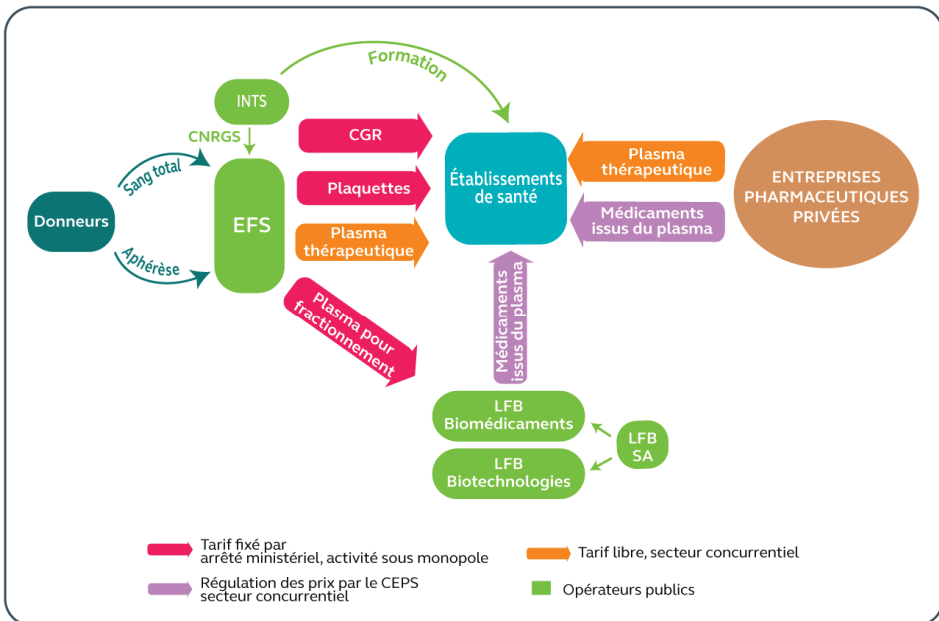 Formation
INTS
CNRGS
CGR
Sang total
Plaquettes
Établissements
de santé
Plasma
thérapeutique
ENTREPRISES
PHARMACEUTIQUES
PRIVÉES
Donneurs
EFS
Médicaments
issus du plasma
Plasma
thérapeutique
Aphérèse
Plasma pour
fractionnement
Médicaments
issus du plasma
LFB
Biomédicaments
LFB
SA
LFB
Biotechnologies
Tarif fixé par
arrêté ministériel, activité sous monopole
Tarif libre, secteur concurrentiel
Régulation des prix par le CEPS
secteur concurrentiel
Opérateurs publics